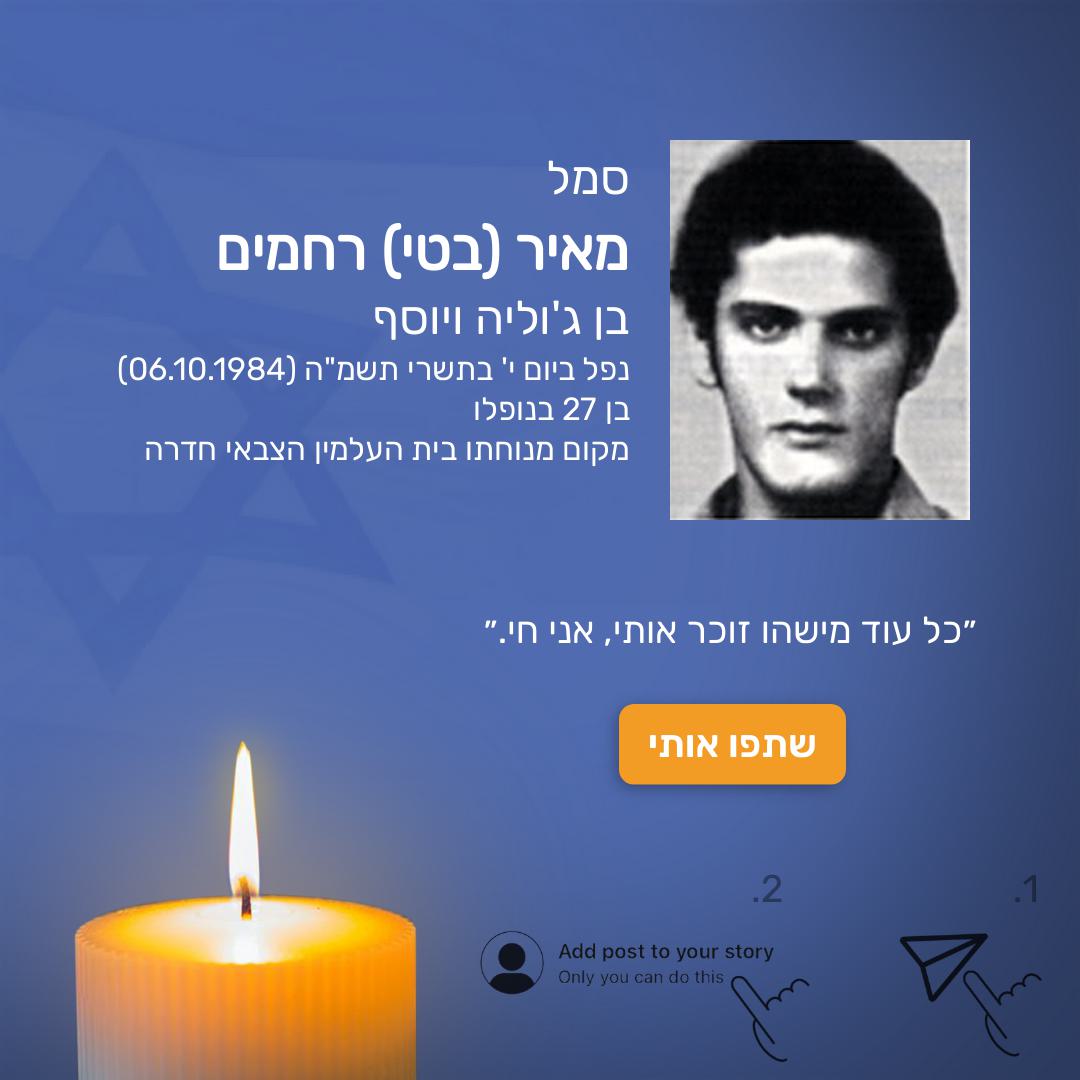 סמל
מאיר (בטי) רחמים
בן ג'וליה ויוסף
נפל ביום י' בתשרי תשמ"ה (06.10.1984)
בן 27 בנופלו
מקום מנוחתו בית העלמין הצבאי חדרה
״כל עוד מישהו זוכר אותי, אני חי.״
שתפו אותי
1.
2.
Add post to your story
Only you can do this